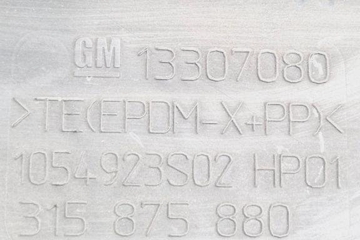 GM 13307080
>TE(EPDM-X+PP)<
1054923S02 HP01
315 875 880